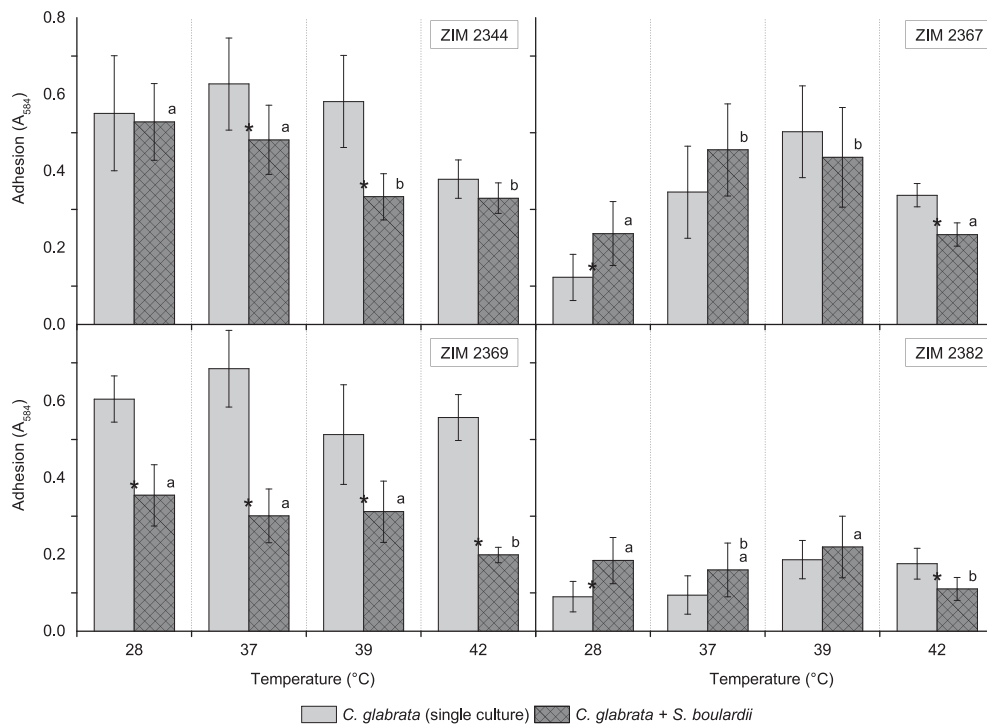 0.8
ZIM 2344
ZIM 2367
0.6
a
a
b
b
Adhesion (A584)
* a
0.4
* b
b
a
* a
0.2
*
0.0
ZIM 2369
ZIM 2382
0.6
Adhesion (A584)
0.4
* a
* a
* a
* b
0.2
* a
b
a
a
* b
0.0
28 37 39 42 28 37 39 42
Temperature (°C) Temperature (°C)
C. glabrata (single culture) C. glabrata + S. boulardii